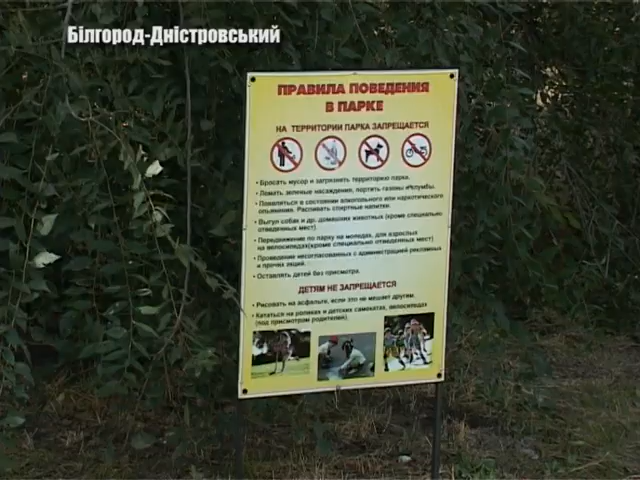 Білгород-Дністровський
ПРАВИЛА ПОВЕДЕНИЯ
В ПАРКЕ
НА ТЕРРИТОРИИ ПАРКА ЗАПРЕЩАЕТСЯ
• Бросать мусор и загрязнять территорию парка.
• Ломать зеленые насаждения, портить газоны и клумбы.
• Появляться в состоянии алкогольного или наркотического
опьянения. Распивать спиртные напитки.
• Выгул собак и др. домашних животных (кроме специально
отведенных мест)
• Передвижение по парку на мопедах, для взрослых
на велосипедах(кроме специально отведенных мест)
• Проведение несогласованных с администрацией рекламных
и прочих акций.
• Оставлять детей без присмотра.
ДЕТЯМ НЕ ЗАПРЕЩАЕТСЯ
• Рисовать на асфальте, если это не мешает другим.
• Кататься на роликах и детских самокатах, велосипедах
(под присмотром родителей).